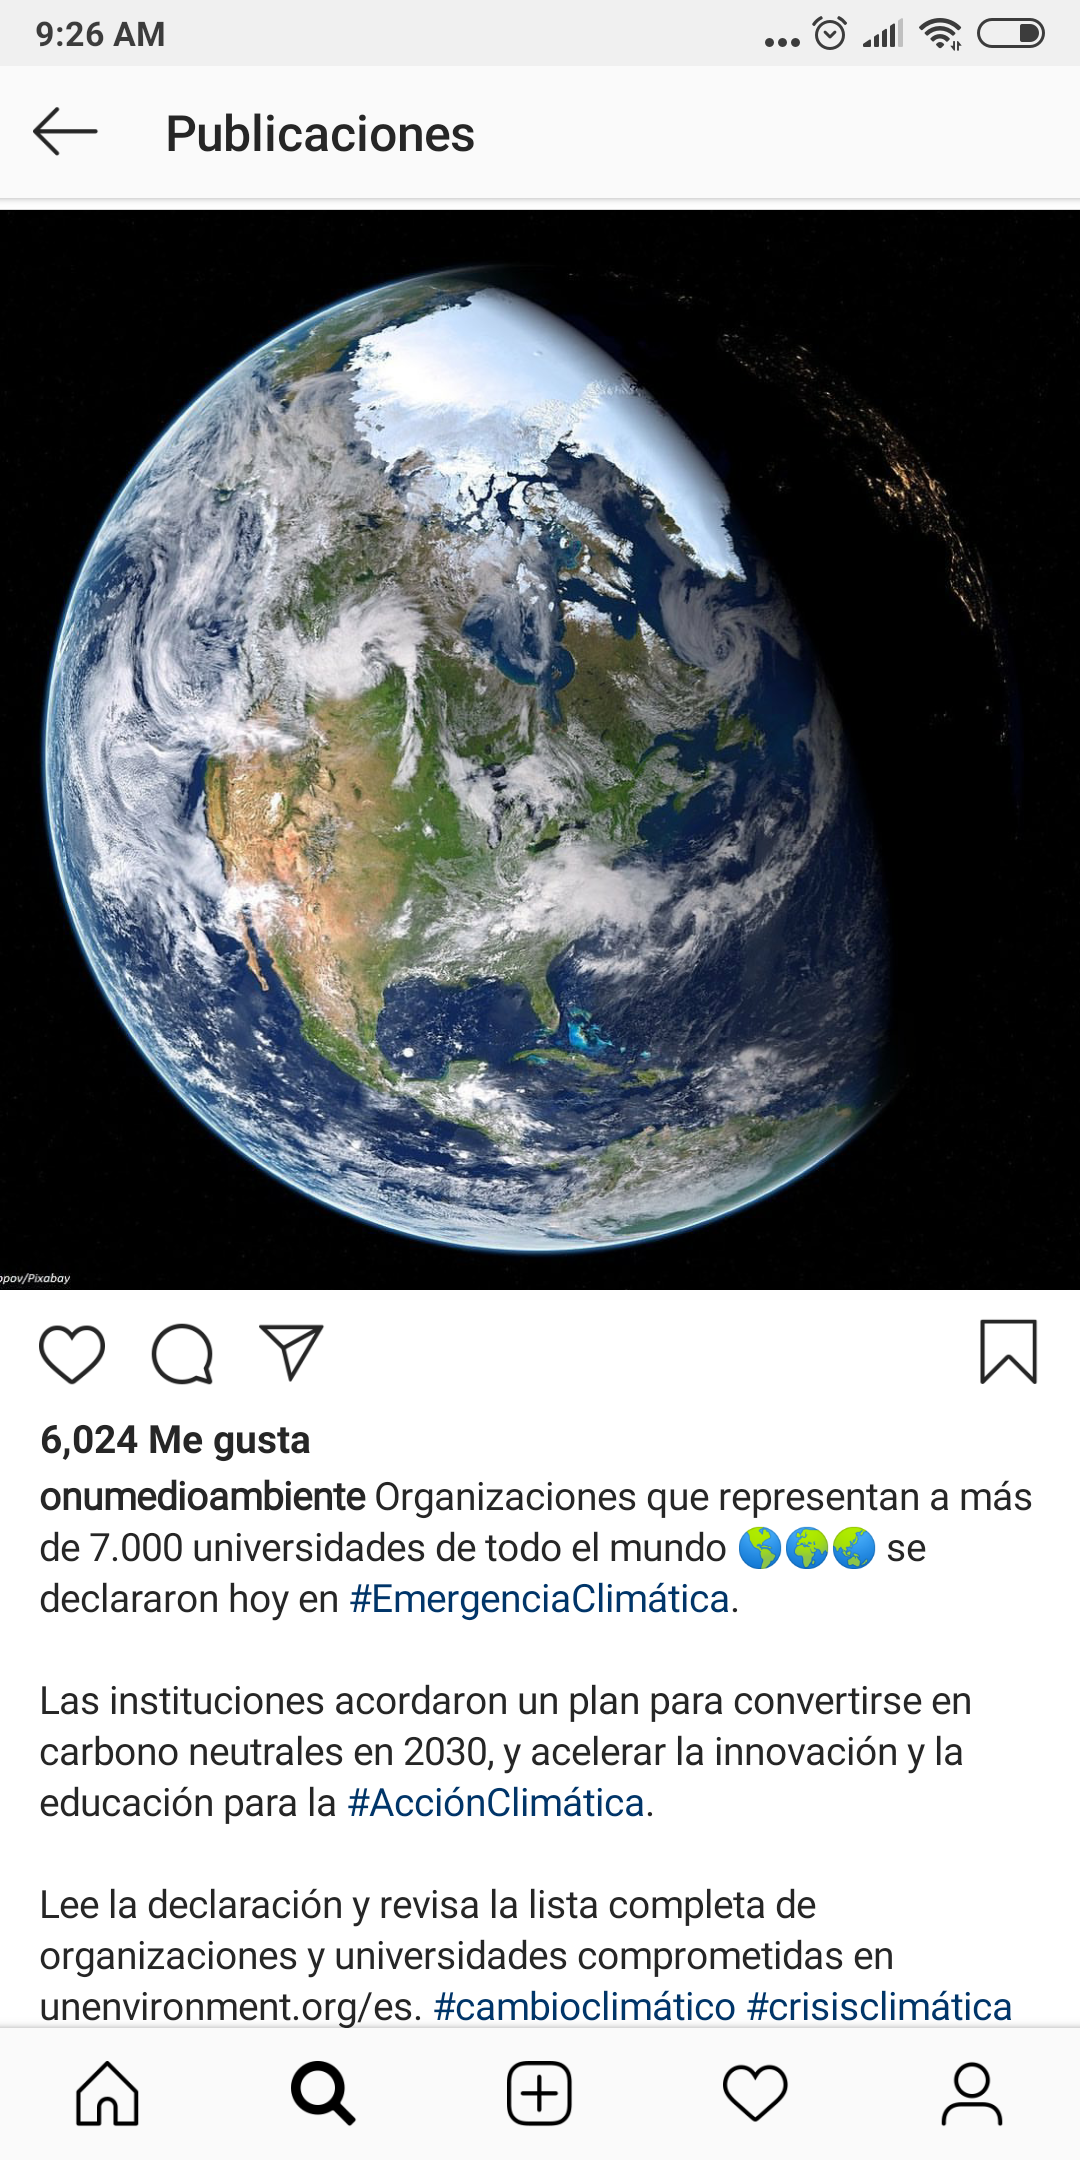 9:26 AM
Publicaciones
opov/Pixabay
6,024 Me gusta
onumedioambiente Organizaciones que representan a más
de 7.000 universidades de todo el mundo 🌎🌍🌏 se
declararon hoy en #EmergenciaClimática.
Las instituciones acordaron un plan para convertirse en
carbono neutrales en 2030, y acelerar la innovación y la
educación para la #AcciónClimática.
Lee la declaración y revisa la lista completa de
organizaciones y universidades comprometidas en
unenvironment.org/es. #cambioclimático #crisisclimática